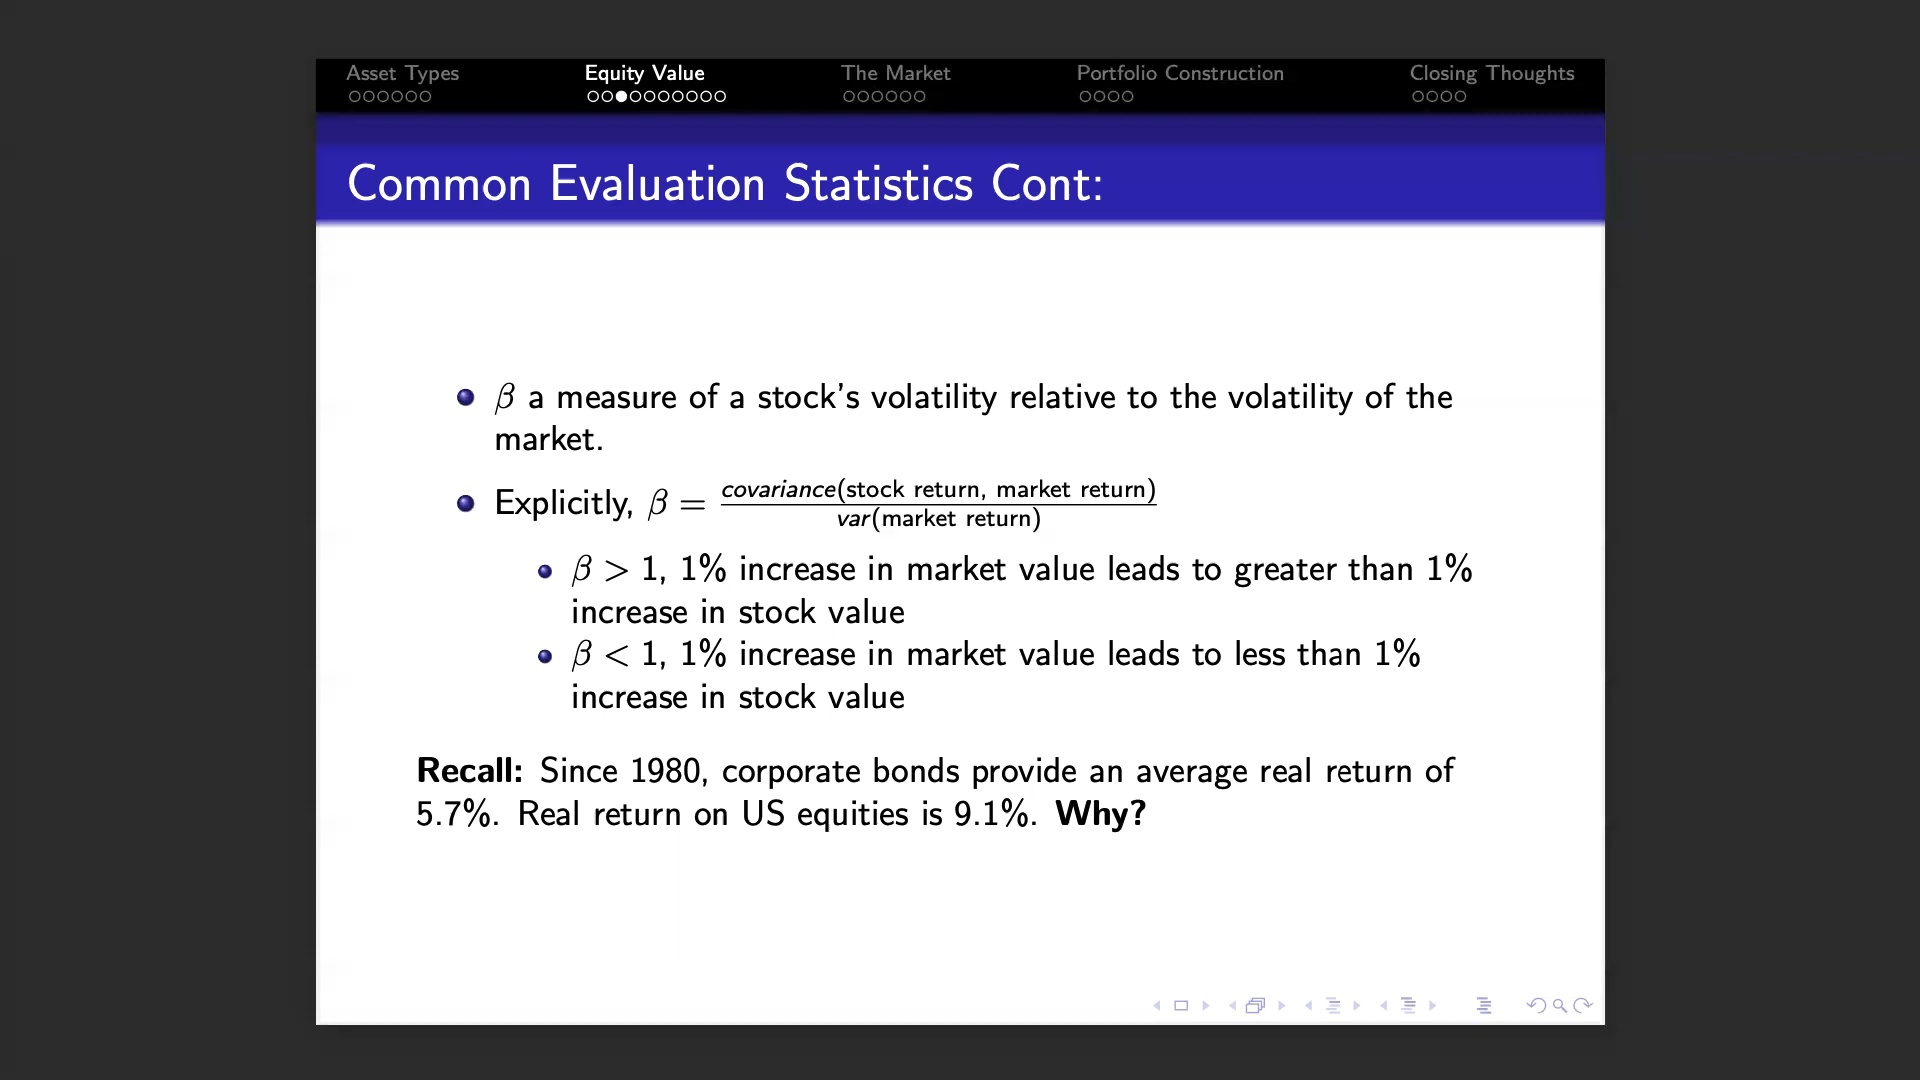 Asset Types Equity Value The Market Portfolio Construction Closing Thoughts
Common Evaluation Statistics Cont:
β a measure of a stock's volatility relative to the volatility of the
market.
Explicitly, β = covariance(stock return, market return)
var(market return)
β > 1, 1% increase in market value leads to greater than 1%
increase in stock value
β < 1, 1% increase in market value leads to less than 1%
increase in stock value
Recall: Since 1980, corporate bonds provide an average real return of
5.7%. Real return on US equities is 9.1%. Why?